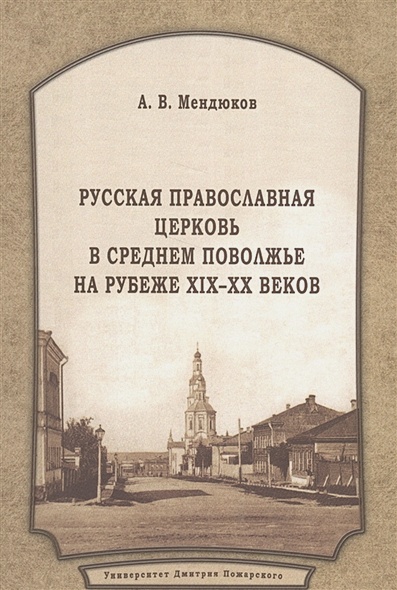 А. В. Мендюков
РУССКАЯ ПРАВОСЛАВНАЯ
ЦЕРКОВЬ
В СРЕДНЕМ ПОВОЛЖЬЕ
НА РУБЕЖЕ XIX–XX ВЕКОВ
Университет Дмитрия Пожарского